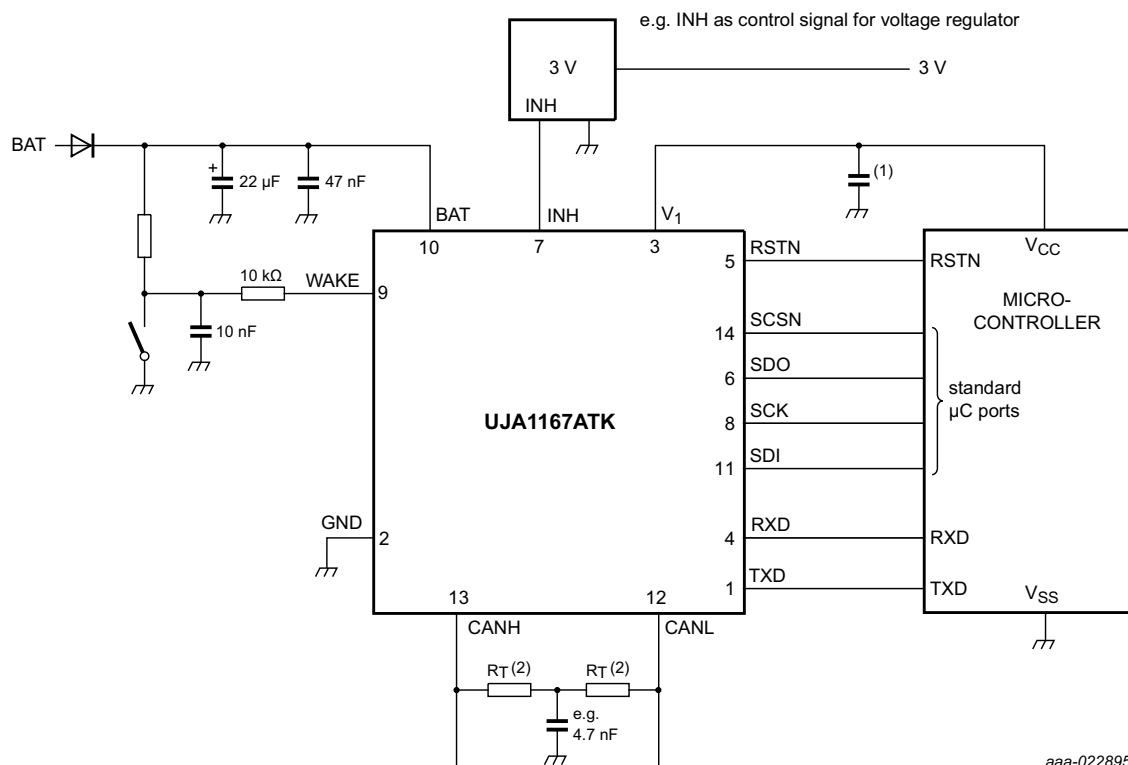 e.g. INH as control signal for voltage regulator
3 V
3 V
INH
BAT
+
22 µF
47 nF
(1)
BAT
INH
V1
10
7
3
VCC
RSTN
5
RSTN
10 kΩ
WAKE
9
MICRO-
CONTROLLER
10 nF
SCSN
14
SDO
6
standard
µC ports
SCK
8
UJA1167ATK
SDI
11
GND
2
RXD
4
RXD
TXD
1
TXD
13
12
VSS
CANH
CANL
RT (2)
RT (2)
e.g.
4.7 nF
aaa-022895